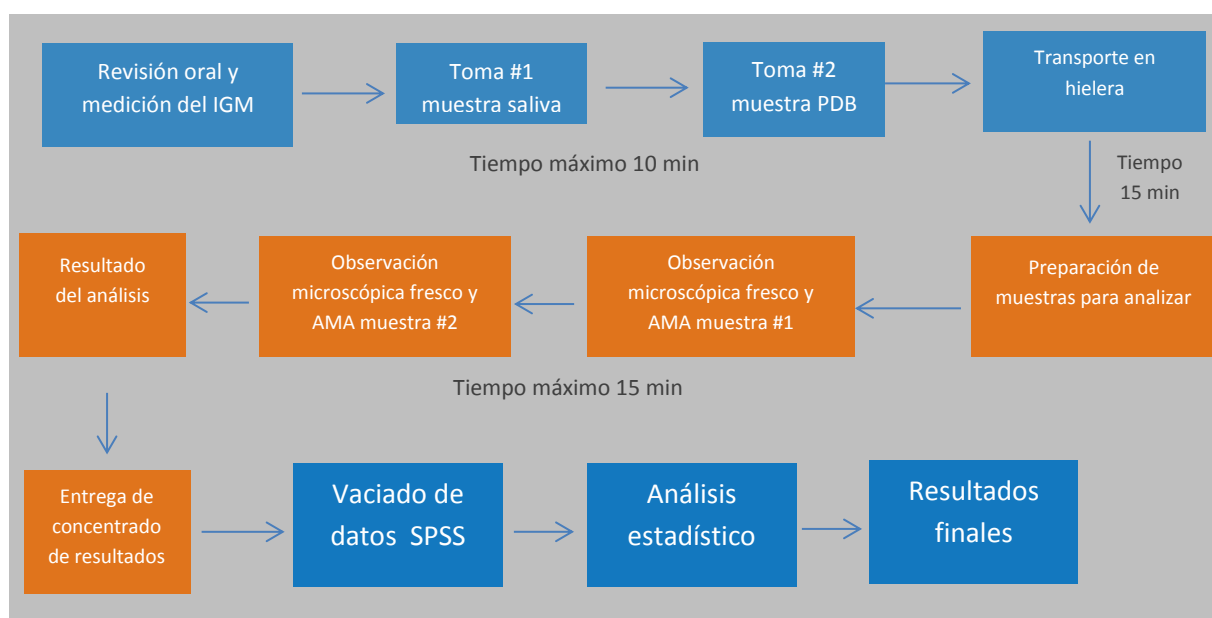 Revisión oral y
medición del IGM
Toma #1
muestra saliva
Toma #2
muestra PDB
Transporte en
hielera
Tiempo máximo 10 min
Tiempo
15 min
Resultado
del análisis
Observación
microscópica fresco y
AMA muestra #2
Observación
microscópica fresco y
AMA muestra #1
Preparación de
muestras para analizar
Tiempo máximo 15 min
Entrega de
concentrado
de resultados
Vaciado de
datos SPSS
Análisis
estadístico
Resultados
finales